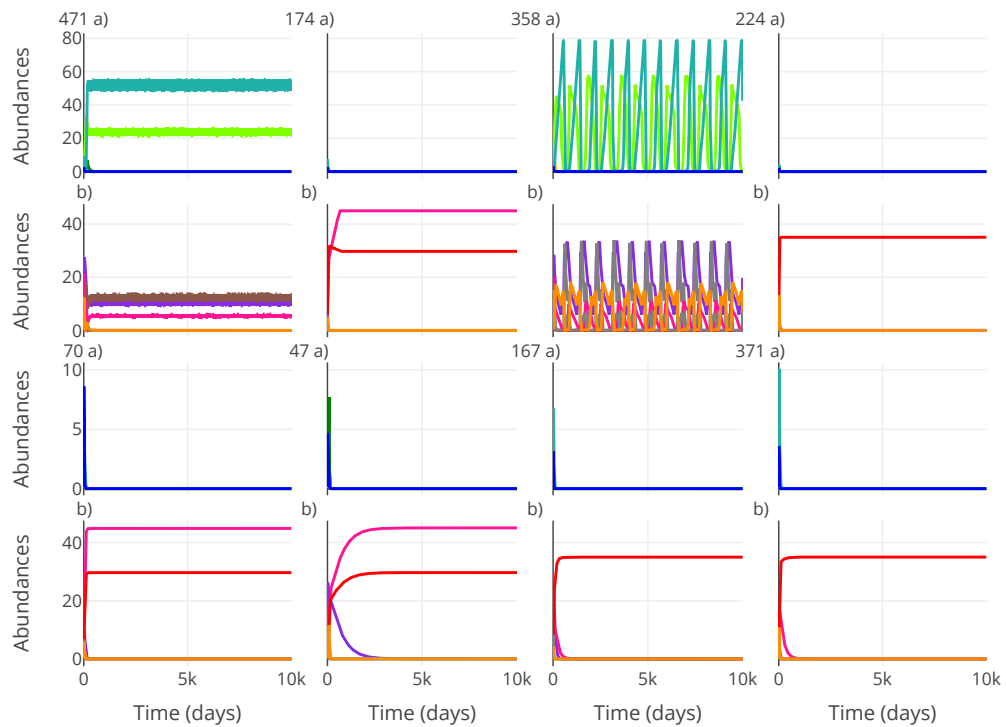 471 a) 174 a) 358 a) 224 a)
80
60
40
20
0
Abundances
b) b) b) b)
40
20
0
Abundances
70 a) 47 a) 167 a) 371 a)
10
5
0
Abundances
b) b) b) b)
40
20
0
Abundances
0 5k 10k 0 5k 10k 0 5k 10k 0 5k 10k
Time (days) Time (days) Time (days) Time (days)